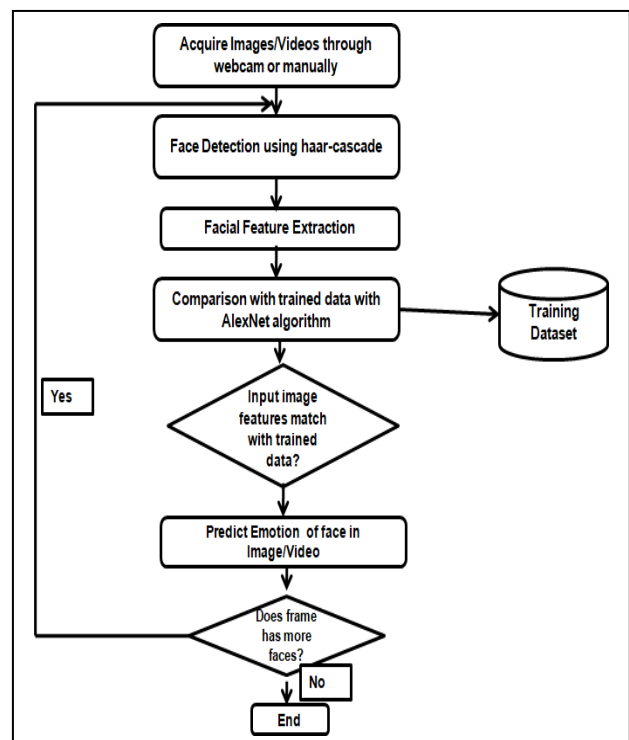 Acquire Images/Videos through
webcam or manually
Face Detection using haar-cascade
Facial Feature Extraction
Comparison with trained data with
AlexNet algorithm
Training
Dataset
Input image
features match
with trained
data?
Yes
Predict Emotion of face in
Image/Video
Does frame
has more
faces?
No
End